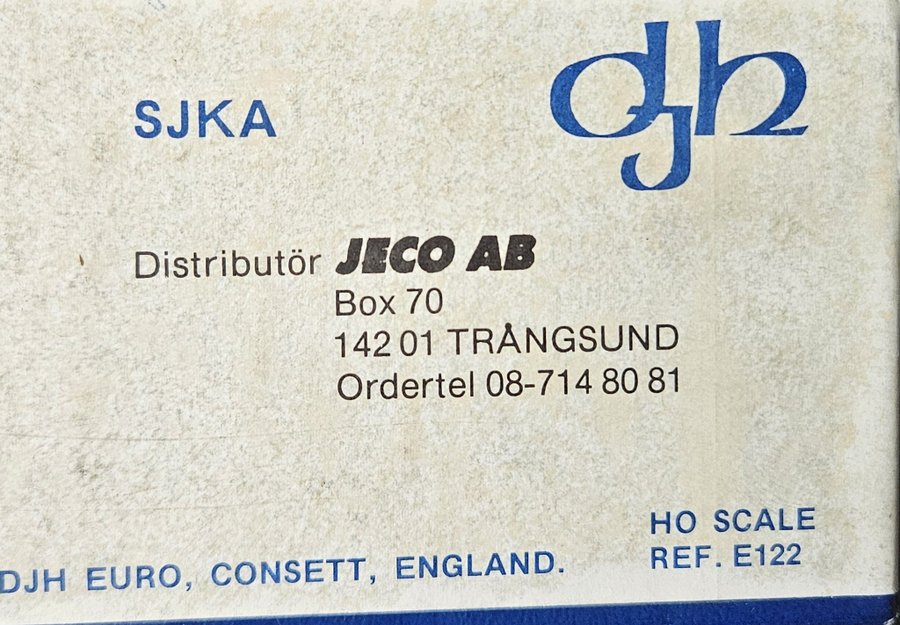 SJKA
djh
Distributör JECO AB
Box 70
142 01 TRÅNGSUND
Ordertel 08-714 80 81
HO SCALE
REF. E122
DJH EURO, CONSETT, ENGLAND.